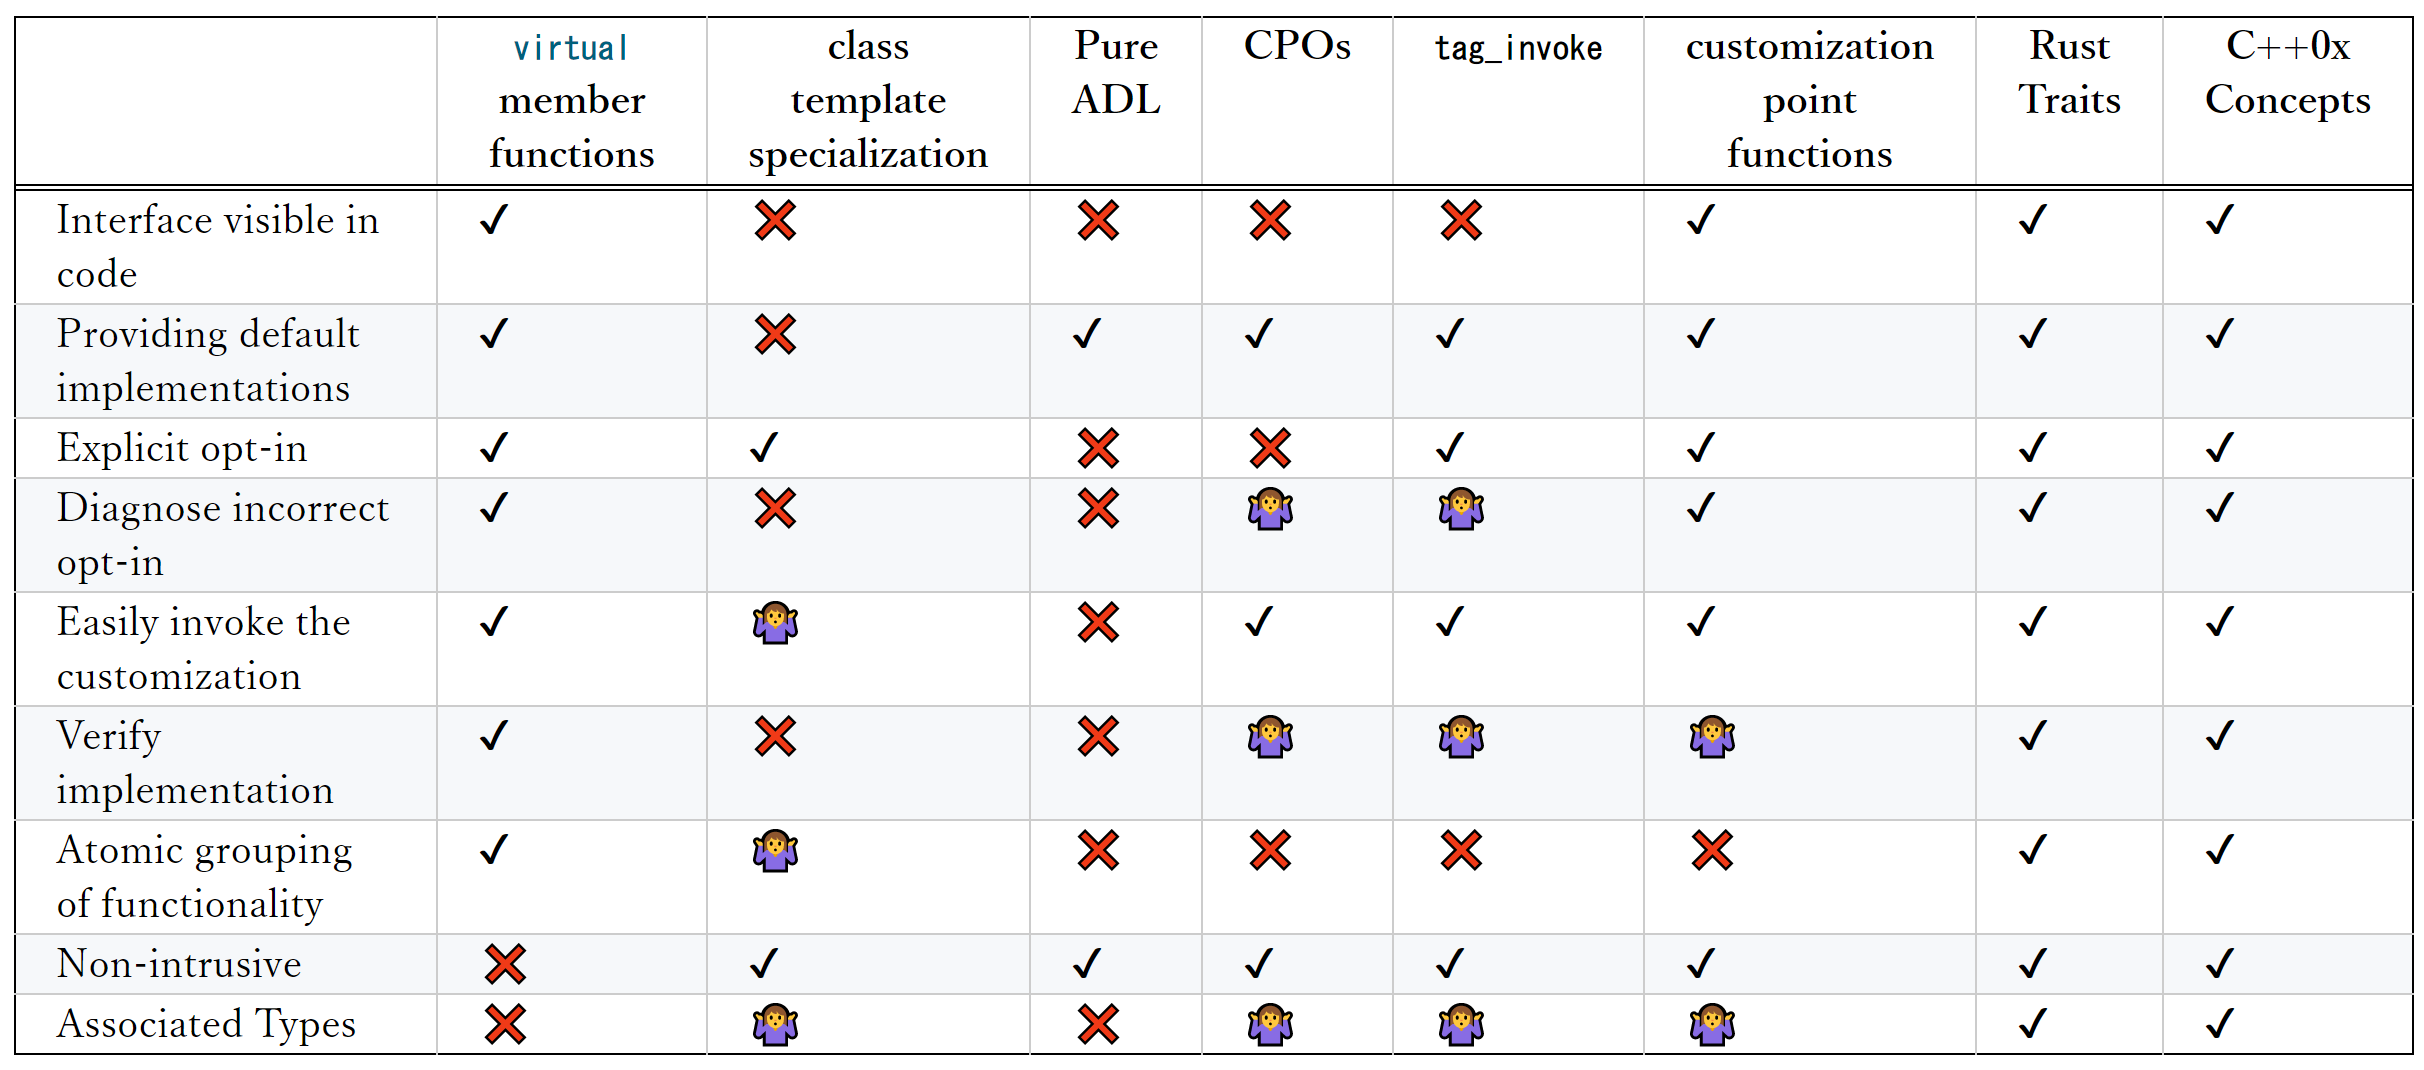 virtual member functions | class template specialization | Pure ADL | CPOs | tag_invoke | customization point functions | Rust Traits | C++0x Concepts
Interface visible in code | ✓ | ❌ | ❌ | ❌ | ❌ | ✓ | ✓ | ✓
Providing default implementations | ✓ | ❌ | ✓ | ✓ | ✓ | ✓ | ✓ | ✓
Explicit opt-in | ✓ | ✓ | ❌ | ❌ | ✓ | ✓ | ✓ | ✓
Diagnose incorrect opt-in | ✓ | ❌ | ❌ | 🤷‍♀️ | 🤷‍♀️ | ✓ | ✓ | ✓
Easily invoke the customization | ✓ | 🤷‍♀️ | ❌ | ✓ | ✓ | ✓ | ✓ | ✓
Verify implementation | ✓ | ❌ | ❌ | 🤷‍♀️ | 🤷‍♀️ | 🤷‍♀️ | ✓ | ✓
Atomic grouping of functionality | ✓ | 🤷‍♀️ | ❌ | ❌ | ❌ | ❌ | ✓ | ✓
Non-intrusive | ❌ | ✓ | ✓ | ✓ | ✓ | ✓ | ✓ | ✓
Associated Types | ❌ | 🤷‍♀️ | ❌ | 🤷‍♀️ | 🤷‍♀️ | 🤷‍♀️ | ✓ | ✓